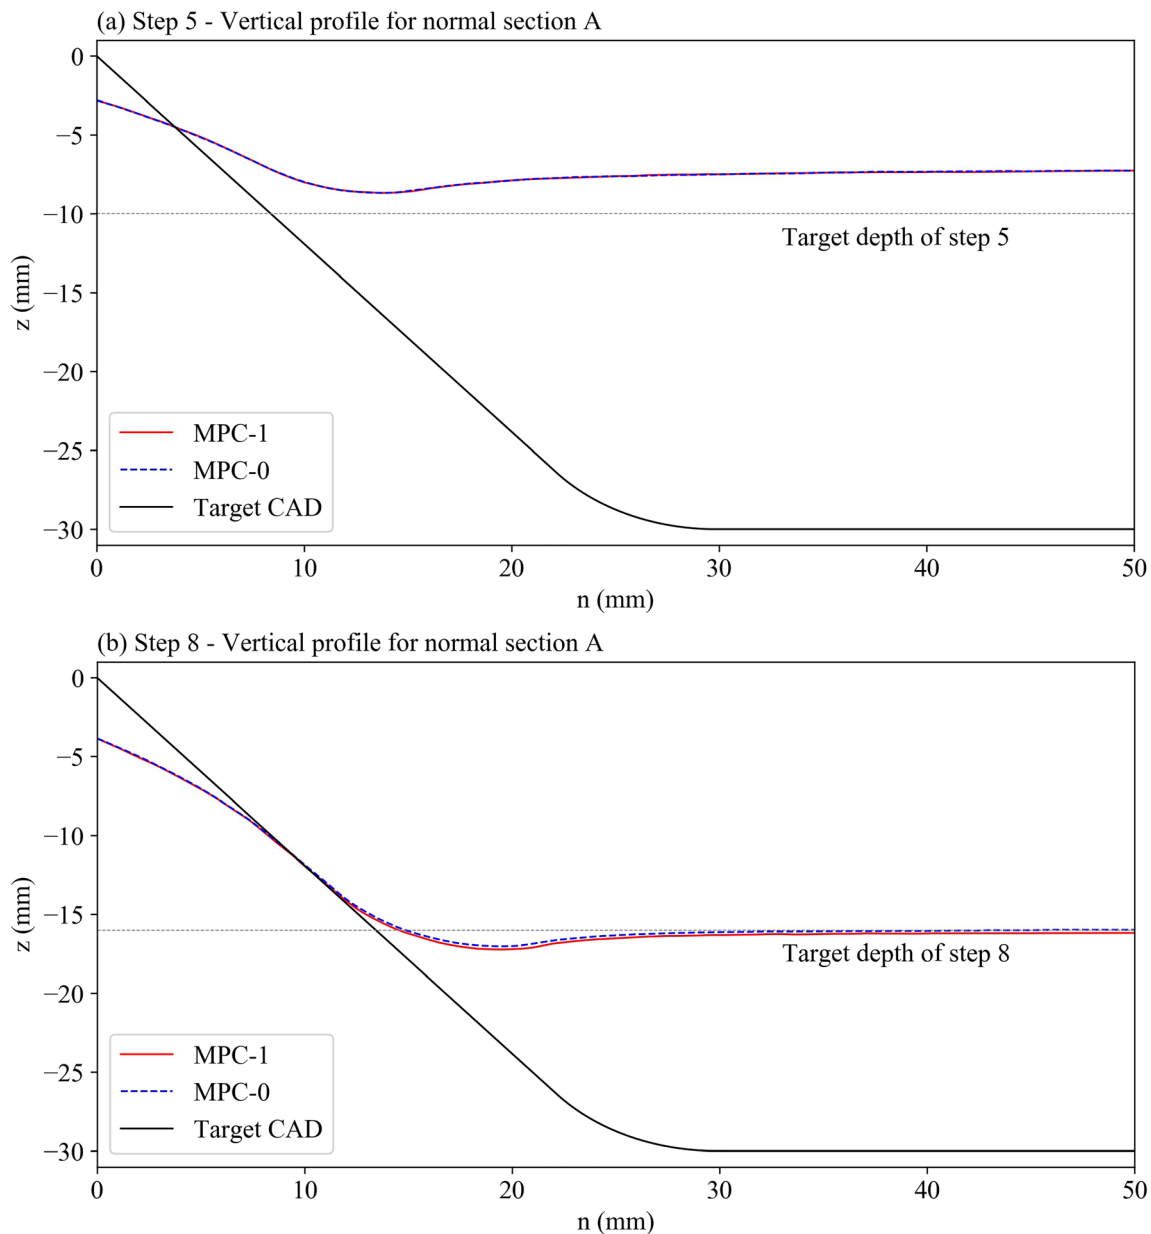 (a) Step 5 - Vertical profile for normal section A
0
−5
−10
−15
−20
−25
−30
z (mm)
Target depth of step 5
MPC-1
MPC-0
Target CAD
0 10 20 30 40 50
n (mm)
(b) Step 8 - Vertical profile for normal section A
0
−5
−10
−15
−20
−25
−30
z (mm)
Target depth of step 8
MPC-1
MPC-0
Target CAD
0 10 20 30 40 50
n (mm)